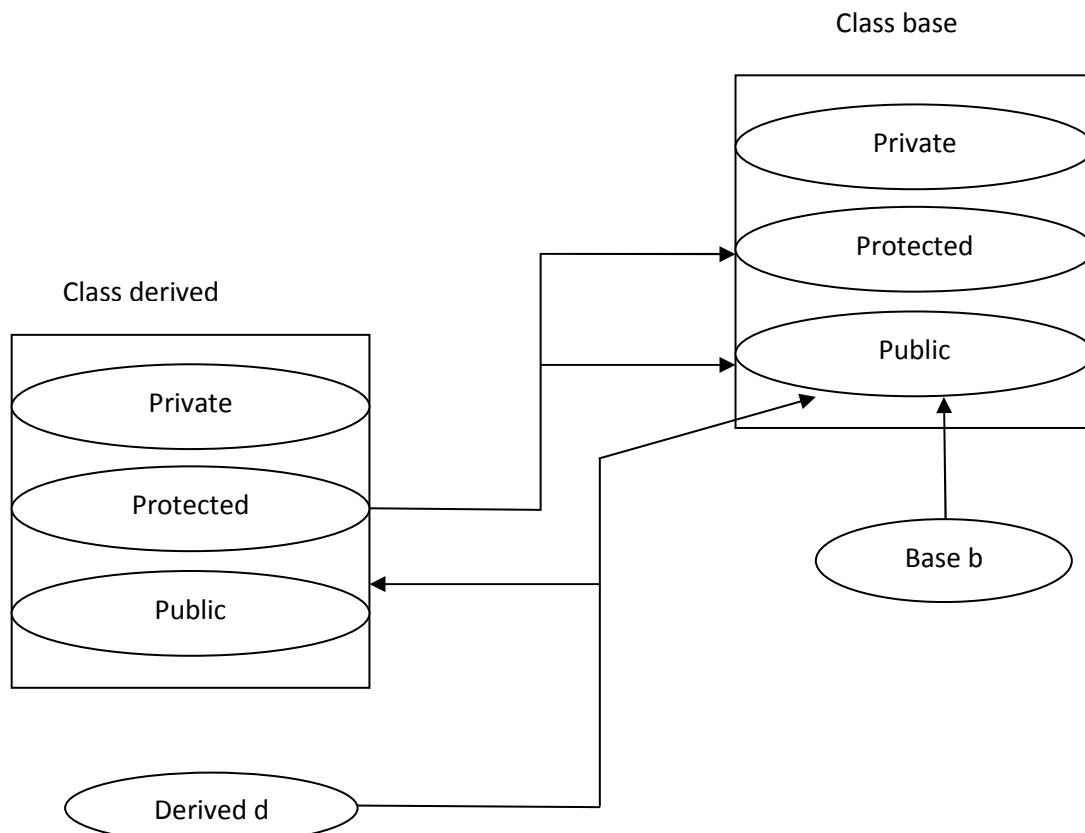 Class base
Private
Protected
Public
Base b
Class derived
Private
Protected
Public
Derived d